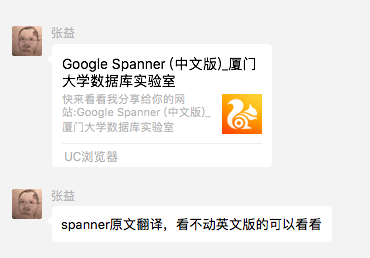 张益
Google Spanner (中文版)_厦门
大学数据库实验室
快来看看我分享给你的网
站:Google Spanner (中文版)_
厦门大学数据库实验室
UC浏览器
张益
spanner原文翻译，看不动英文版的可以看看